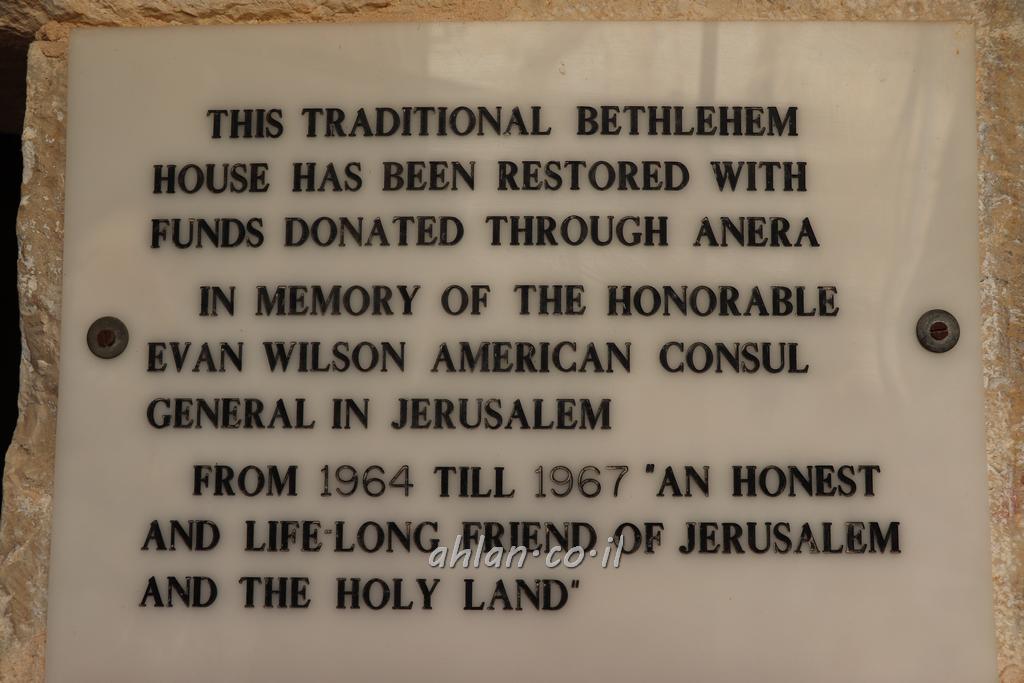 THIS TRADITIONAL BETHLEHEM
HOUSE HAS BEEN RESTORED WITH
FUNDS DONATED THROUGH ANERA
IN MEMORY OF THE HONORABLE
EVAN WILSON AMERICAN CONSUL
GENERAL IN JERUSALEM
FROM 1964 TILL 1967 "AN HONEST
AND LIFE-LONG FRIEND OF JERUSALEM
ahlan·co·il
AND THE HOLY LAND"